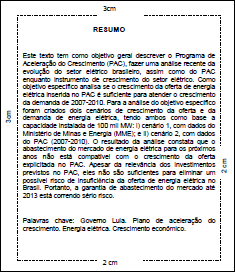 3cm
RESUMO
Este texto tem como objetivo geral descrever o Programa de
Aceleração do Crescimento (PAC), fazer uma análise recente da
evolução do setor elétrico brasileiro, assim como do PAC
enquanto instrumento de crescimento do setor elétrico. Como
objetivo específico analisa se o crescimento da oferta de energia
elétrica inserida no PAC é suficiente para atender o crescimento
da demanda de 2007-2010. Para a análise do objetivo específico
foram criados dois cenários de crescimento da oferta e da
demanda de energia elétrica, tendo ambos como base a
capacidade instalada de 100 mil MW: i) cenário 1, com dados do
Ministério de Minas e Energia (MME); e ii) cenário 2, com dados
do PAC (2007-2010). O resultado da análise constata que o
abastecimento do mercado de energia elétrica para os próximos
anos não está compatível com o crescimento da oferta
explicitada no PAC. Apesar da relevância dos investimentos
previstos no PAC, eles não são suficientes para eliminar um
possível risco de insuficiência da oferta de energia elétrica no
Brasil. Portanto, a garantia de abastecimento do mercado até
2013 está correndo sério risco.
Palavras chave: Governo Lula. Plano de aceleração do
crescimento. Energia elétrica. Crescimento econômico.
3cm
2 cm
2 cm